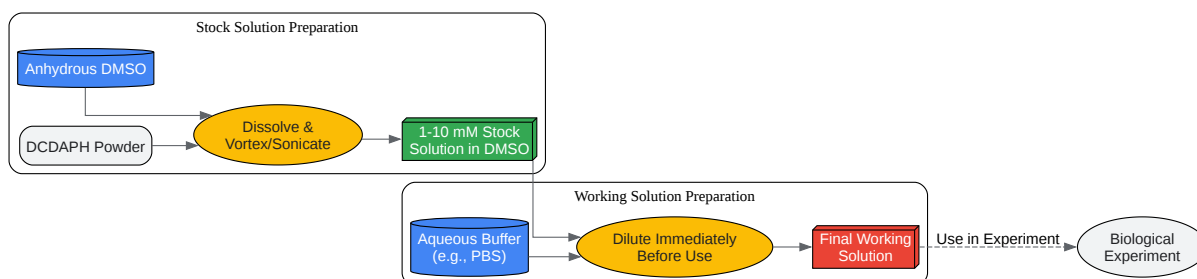 Stock Solution Preparation
Anhydrous DMSO
DCDAPH Powder
Dissolve &
Vortex/Sonicate
1-10 mM Stock
Solution in DMSO
Working Solution Preparation
Aqueous Buffer
(e.g., PBS)
Dilute Immediately
Before Use
Final Working
Solution
Use in Experiment
Biological
Experiment